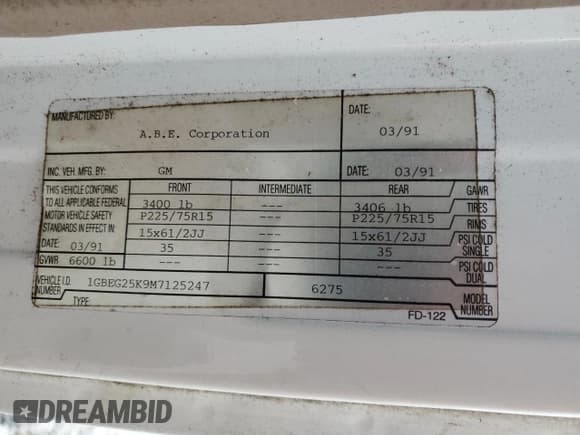 MANUFACTURED BY: DATE:
A.B.E. Corporation 03/91
INC. VEH. MFG. BY: GM DATE: 03/91
THIS VEHICLE CONFORMS FRONT INTERMEDIATE REAR GAWR
TO ALL APPLICABLE FEDERAL 3400 lb --- 3406 lb TIRES
MOTOR VEHICLE SAFETY P225/75R15 --- P225/75R15 RIMS
STANDARDS IN EFFECT IN: 15x61/2JJ --- 15x61/2JJ PSI COLD SINGLE
DATE: 03/91 35 --- 35
GVWR 6600 lb --- --- --- PSI COLD DUAL
VEHICLE I.D. NUMBER 1GBEG25K9M7125247 6275 MODEL NUMBER
TYPE:
FD-122
DREAMBID